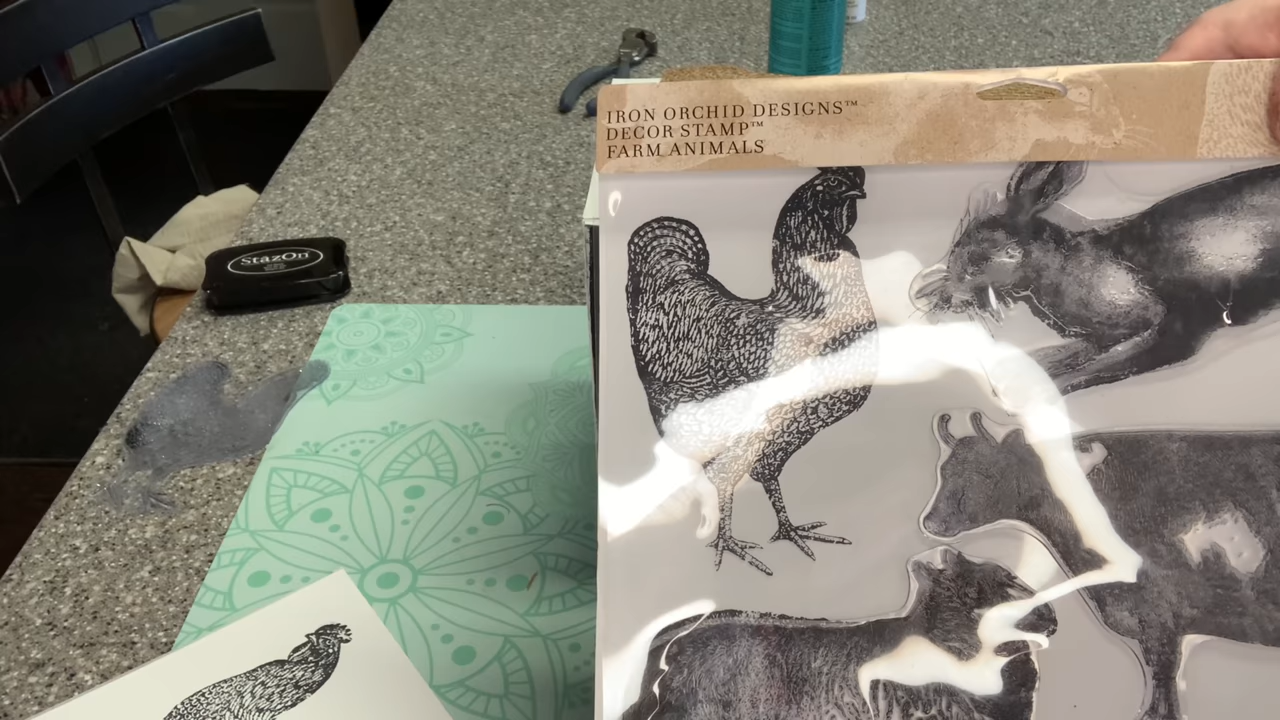 IRON ORCHID DESIGNS™
DECOR STAMP™
FARM ANIMALS
StazOn